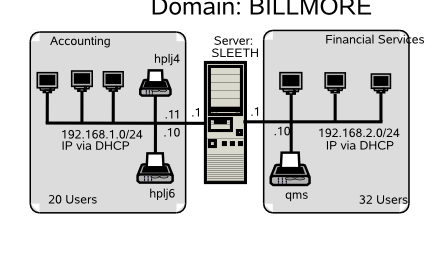 Domain: BILLMORE
Accounting
Server:
SLEETH
Financial Services
hplj4
.11
.1
.1
192.168.1.0/24
IP via DHCP
.10
.10
192.168.2.0/24
IP via DHCP
hplj6
qms
20 Users
32 Users